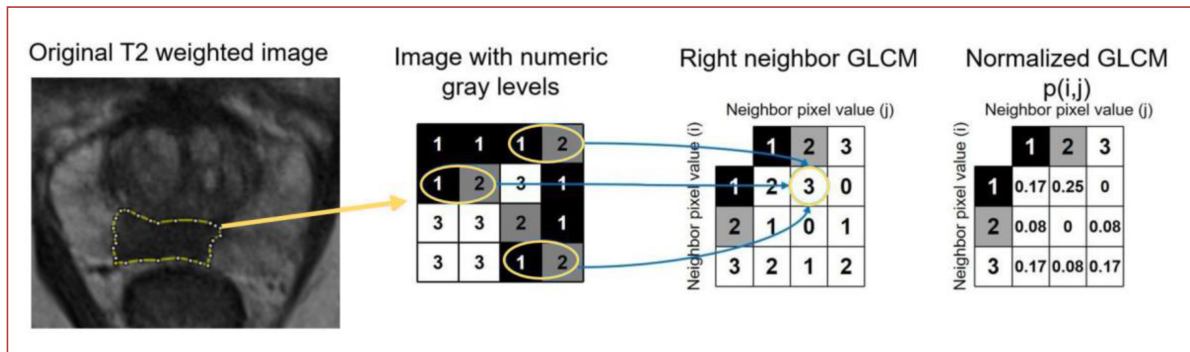 Original T2 weighted image
Image with numeric
gray levels
1 1 1 2
1 2 3 1
3 3 2 1
3 3 1 2
Right neighbor GLCM
Neighbor pixel value (j)
Neighbor pixel value (i)
1 2 3
1 2 3 0
2 1 0 1
3 2 1 2
Normalized GLCM
p(i,j)
Neighbor pixel value (j)
Neighbor pixel value (i)
1 2 3
1 0.17 0.25 0
2 0.08 0 0.08
3 0.17 0.08 0.17